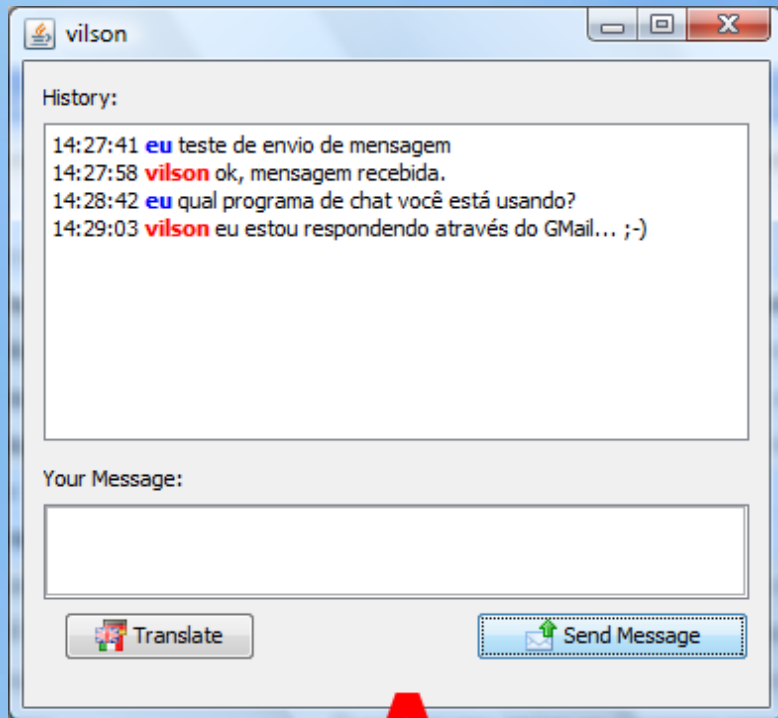 vilson
History:
14:27:41 eu teste de envio de mensagem
14:27:58 vilson ok, mensagem recebida.
14:28:42 eu qual programa de chat você está usando?
14:29:03 vilson eu estou respondendo através do GMail... ;-)
Your Message:
Translate
Send Message